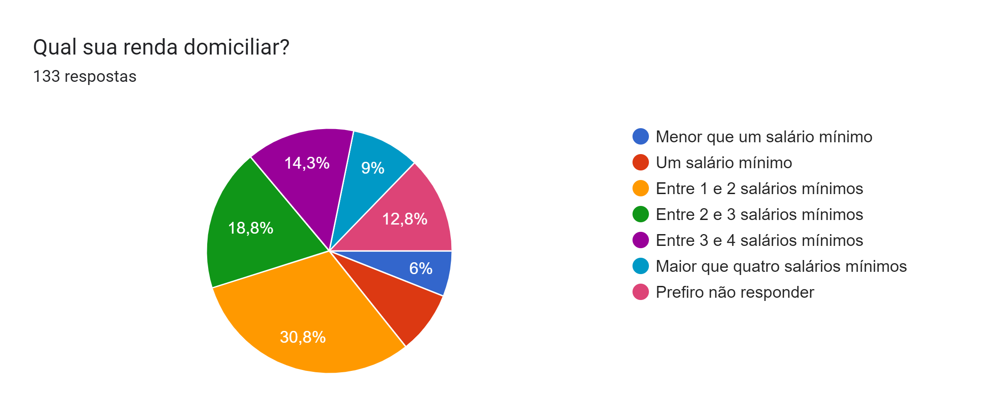 Qual sua renda domiciliar?
133 respostas
14,3%
9%
12,8%
18,8%
6%
30,8%
Menor que um salário mínimo
Um salário mínimo
Entre 1 e 2 salários mínimos
Entre 2 e 3 salários mínimos
Entre 3 e 4 salários mínimos
Maior que quatro salários mínimos
Prefiro não responder